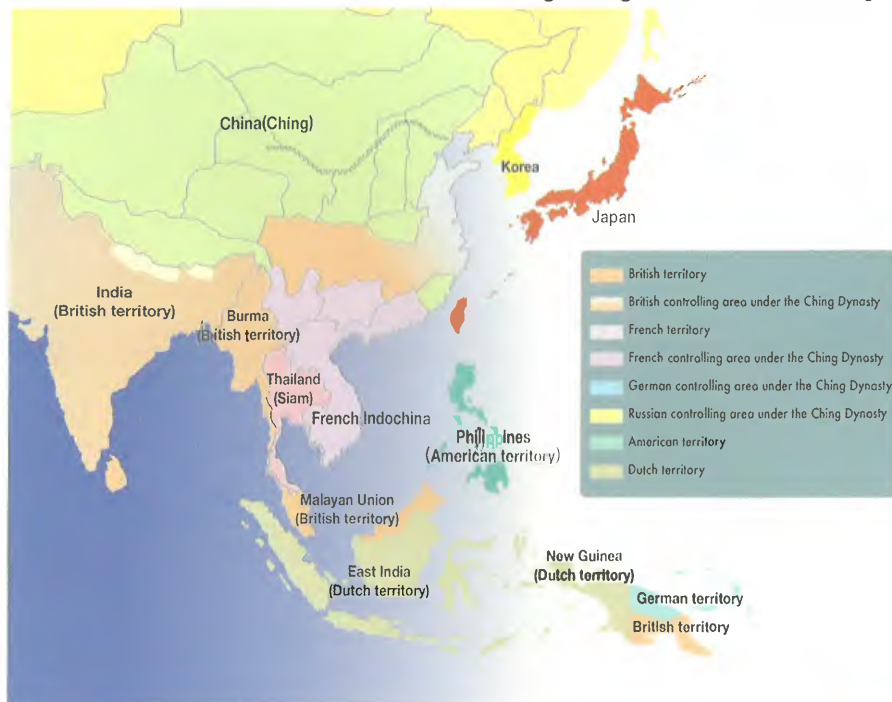 China(Ching)
Korea
Japan
India
(British territory)
Burma
(British territory)
Thailand
(Siam)
French Indochina
Philippines
(American territory)
Malayan Union
(British territory)
East India
(Dutch territory)
New Guinea
(Dutch territory)
German territory
British territory
British territory
British controlling area under the Ching Dynasty
French territory
French controlling area under the Ching Dynasty
German controlling area under the Ching Dynasty
Russian controlling area under the Ching Dynasty
American territory
Dutch territory